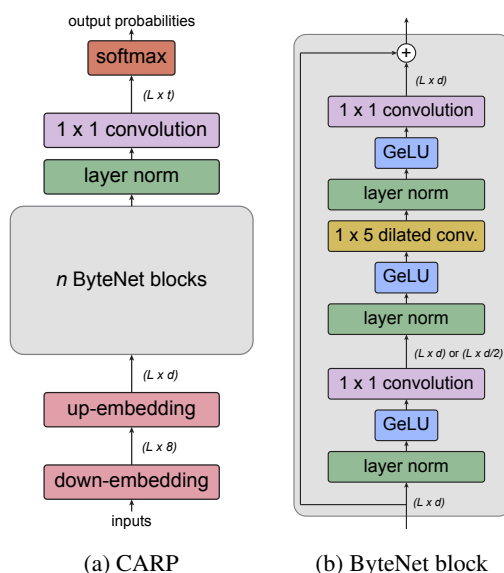 output probabilities
softmax
(L x t)
1 x 1 convolution
layer norm
n ByteNet blocks
(L x d)
up-embedding
(L x 8)
down-embedding
inputs
(a) CARP
+
(L x d)
1 x 1 convolution
GeLU
layer norm
1 x 5 dilated conv.
GeLU
layer norm
(L x d) or (L x d/2)
1 x 1 convolution
GeLU
layer norm
(L x d)
(b) ByteNet block